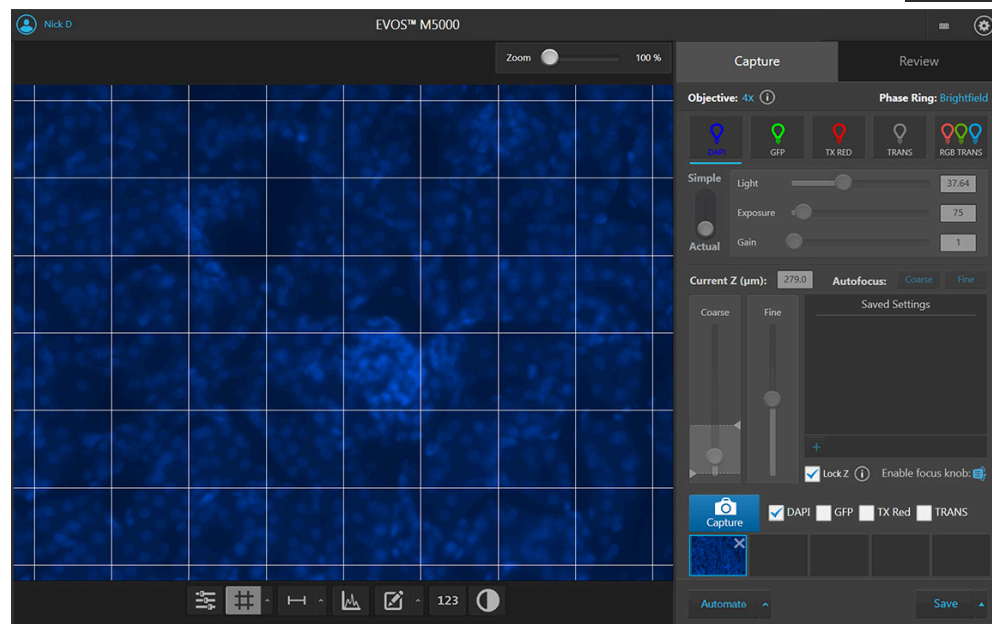 Nick D
EVOS™ M5000
Zoom 100 %
Capture Review
Objective: 4x i Phase Ring: Brightfield
DAPI GFP TX RED TRANS RGB TRANS
Simple
Actual
Light 37.64
Exposure 75
Gain 1
Current Z (μm): 279.0 Autofocus: Coarse Fine
Coarse Fine
Saved Settings
+
Lock Z i Enable focus knob:
Capture
DAPI GFP TX Red TRANS
123
Automate Save